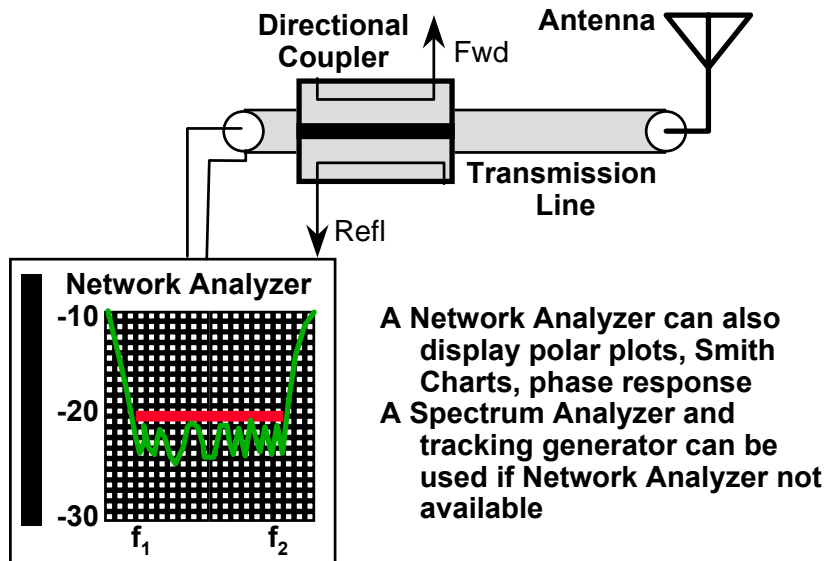 Directional
Coupler
Fwd
Antenna
Transmission
Line
Refl
Network Analyzer
-10
-20
-30
f₁
f₂
A Network Analyzer can also
display polar plots, Smith
Charts, phase response
A Spectrum Analyzer and
tracking generator can be
used if Network Analyzer not
available